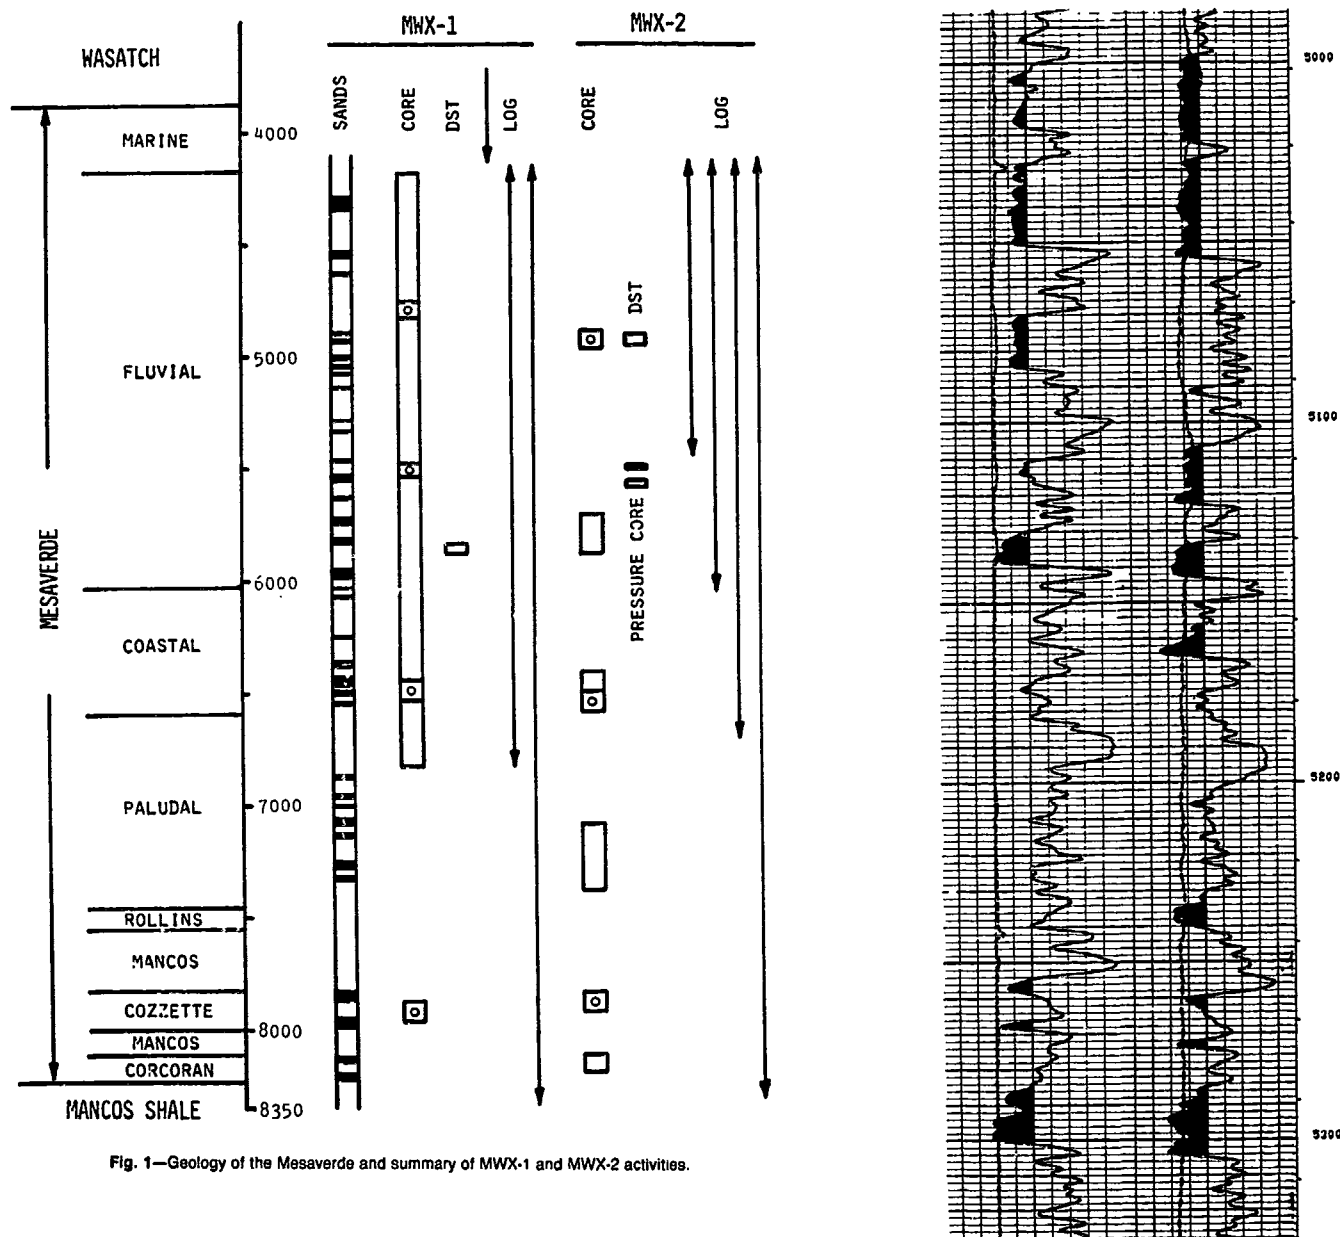 MWX-1
MWX-2
WASATCH
SANDS
CORE
DST
LOG
CORE
LOG
MARINE
4000
DST
5000
FLUVIAL
PRESSURE CORE
MESAVERDE
6000
COASTAL
PALUDAL
7000
ROLLINS
MANCOS
COZZETTE
8000
MANCOS
CORCORAN
MANCOS SHALE
8350
Fig. 1—Geology of the Mesaverde and summary of MWX-1 and MWX-2 activities.
5000
5100
5200
5300